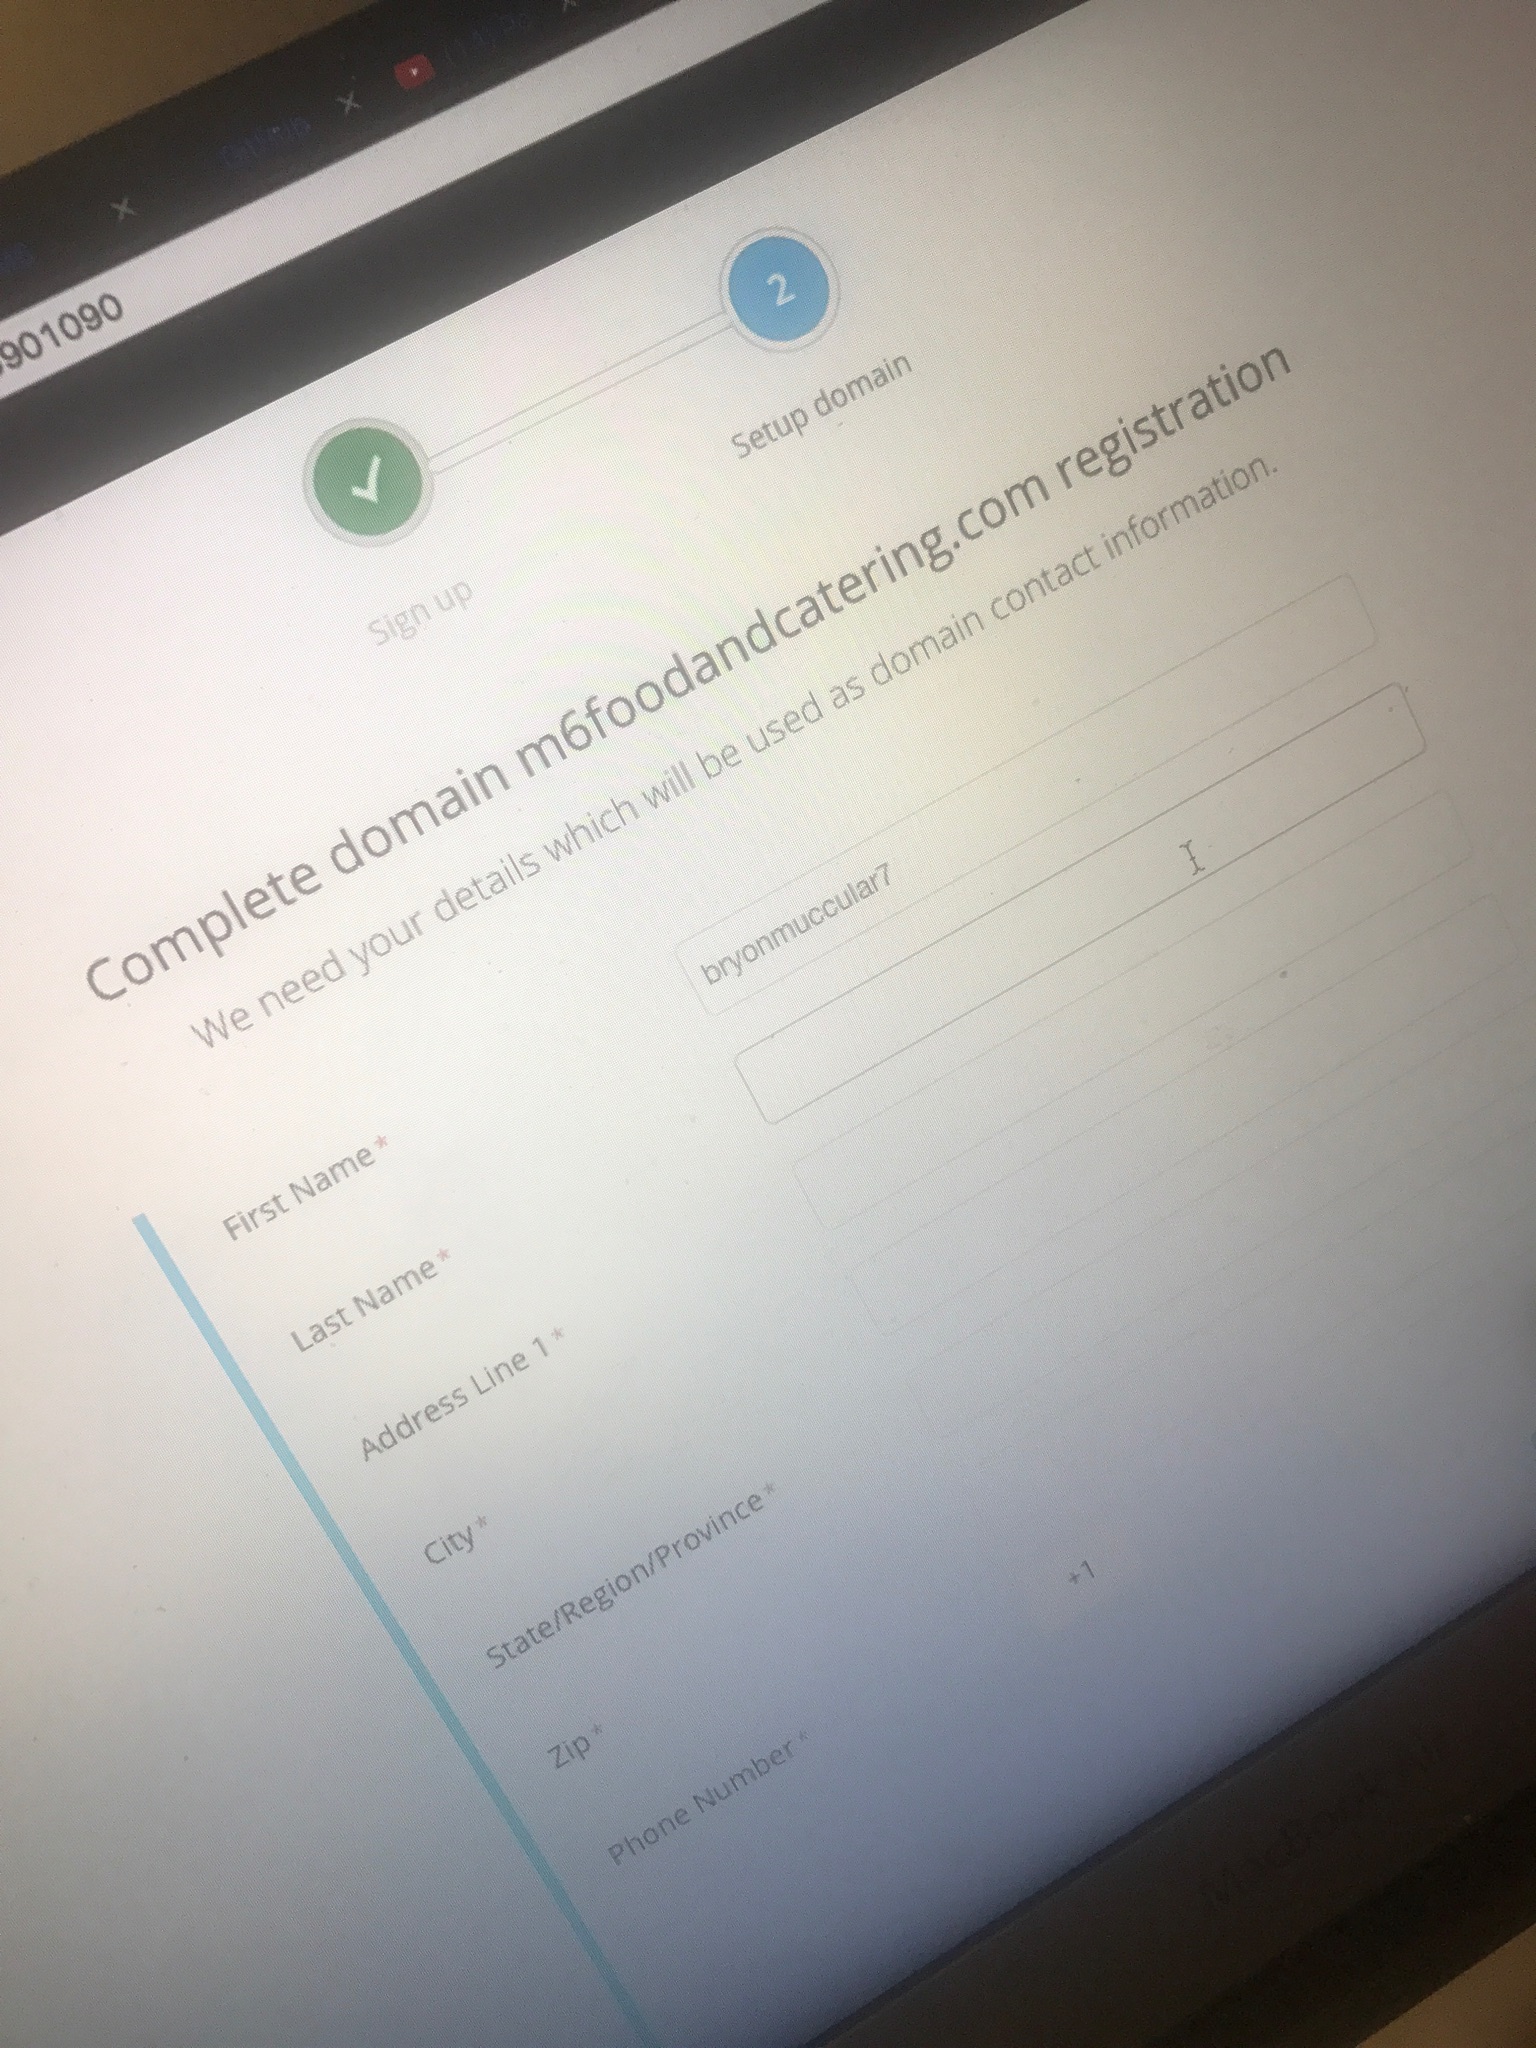 901090
2
Setup domain
Sign up
Complete domain m6foodandcatering.com registration
We need your details which will be used as domain contact information.
First Name*
bryonmuccular7
Last Name*
Address Line 1*
City*
State/Region/Province*
Zip*
Phone Number*
+1